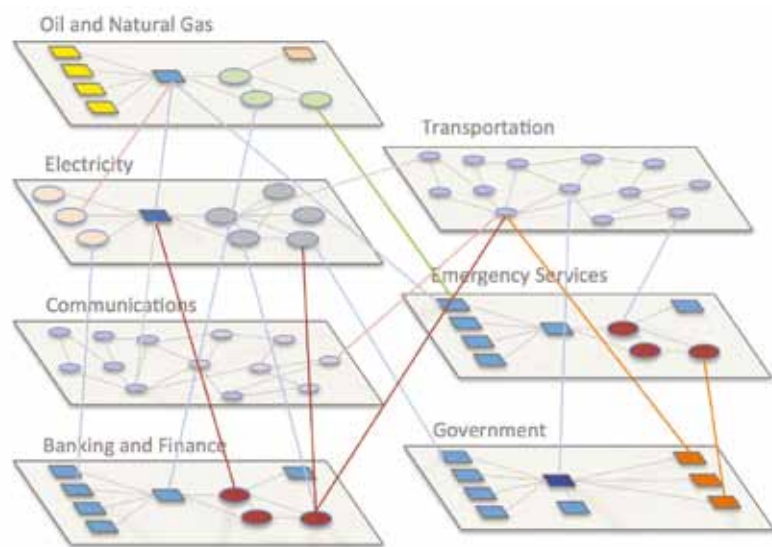 Oil and Natural Gas
Transportation
Electricity
Emergency Services
Communications
Government
Banking and Finance